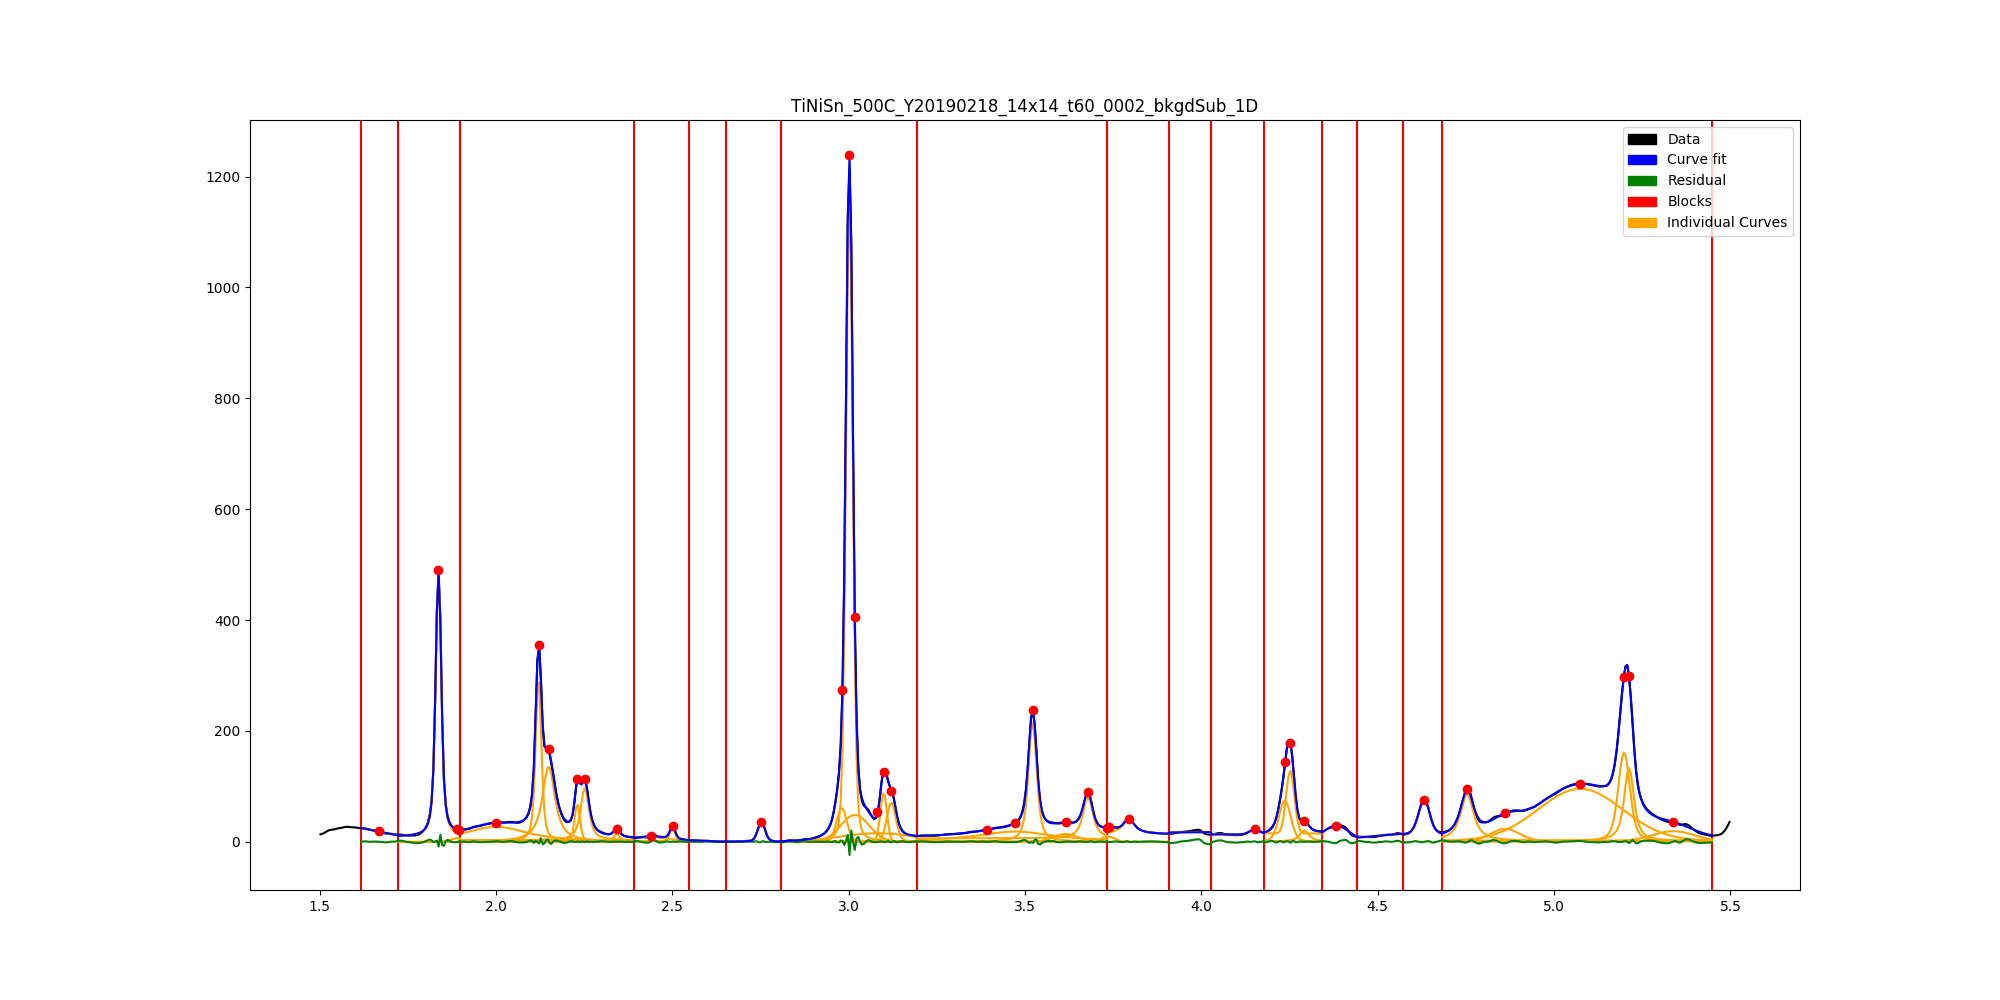 TiNiSn_500C_Y20190218_14x14_t60_0002_bkgdSub_1D
Data
Curve fit
Residual
Blocks
Individual Curves
1200
1000
800
600
400
200
0
1.5 2.0 2.5 3.0 3.5 4.0 4.5 5.0 5.5